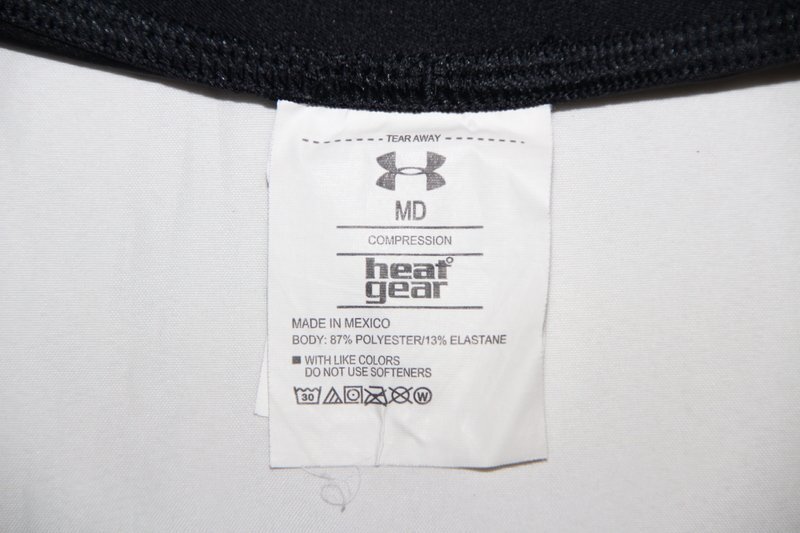 TEAR AWAY
MD
COMPRESSION
heat°
gear
MADE IN MEXICO
BODY: 87% POLYESTER/13% ELASTANE
WITH LIKE COLORS
DO NOT USE SOFTENERS
30 W